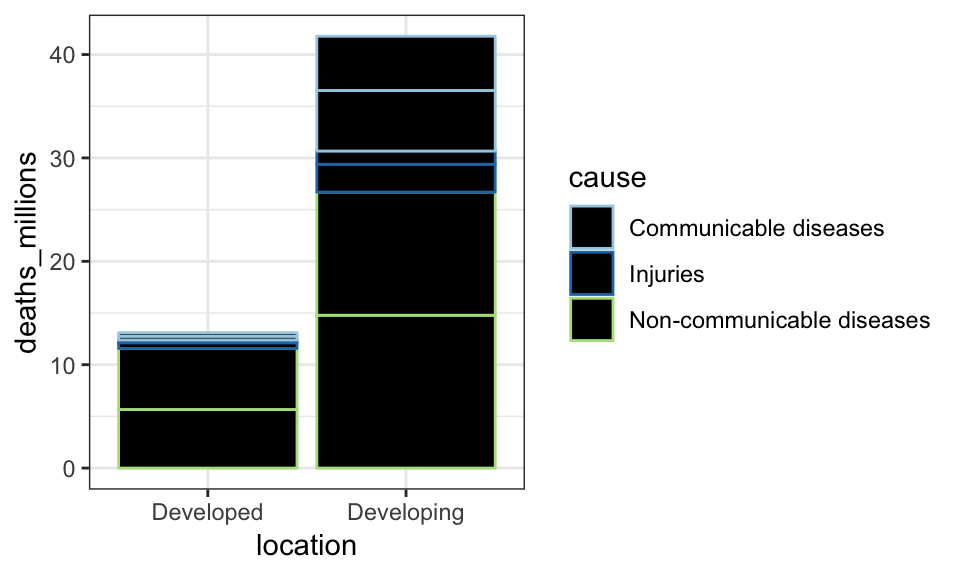 40
30
20
10
0
deaths_millions
Developed
Developing
location
cause
Communicable diseases
Injuries
Non-communicable diseases